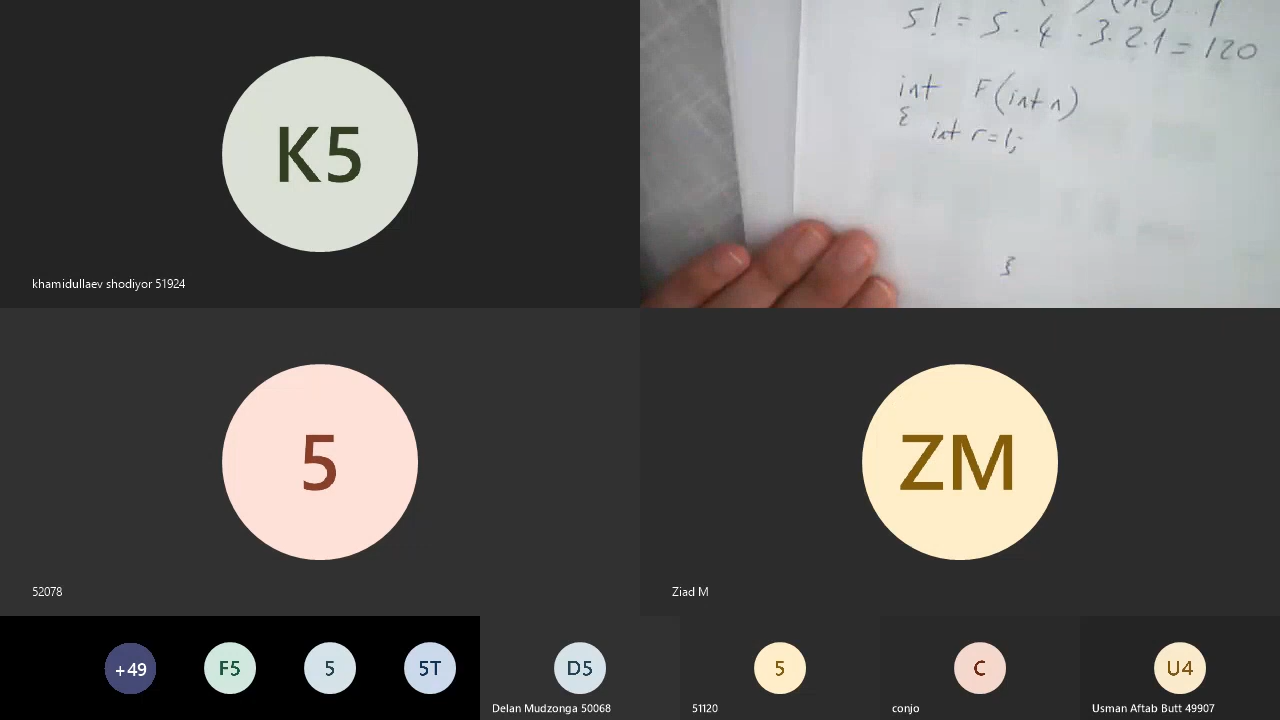 K5
khamidullaev shodiyor 51924
5! = 5 . 4 . 3 . 2 . 1 = 120
int F(int n)
{
int r=1;
}
5
52078
ZM
Ziad M
+49
F5
5
5T
D5
Delan Mudzonga 50068
5
51120
C
conjo
U4
Usman Aftab Butt 49907